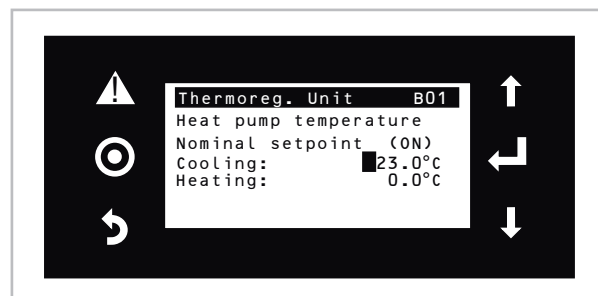 Thermoreg. Unit B01
Heat pump temperature
Nominal setpoint (ON)
Cooling: 23.0°C
Heating: 0.0°C